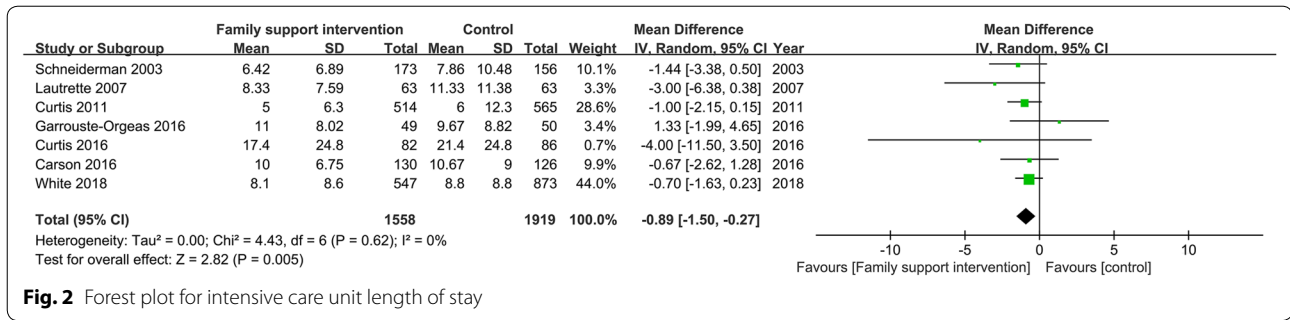 Family support intervention Control Mean Difference Mean Difference
Study or Subgroup Mean SD Total Mean SD Total Weight IV, Random, 95% CI Year IV, Random, 95% CI
Schneiderman 2003 6.42 6.89 173 7.86 10.48 156 10.1% -1.44 [-3.38, 0.50] 2003
Lautrette 2007 8.33 7.59 63 11.33 11.38 63 3.3% -3.00 [-6.38, 0.38] 2007
Curtis 2011 5 6.3 514 6 12.3 565 28.6% -1.00 [-2.15, 0.15] 2011
Garrouste-Orgeas 2016 11 8.02 49 9.67 8.82 50 3.4% 1.33 [-1.99, 4.65] 2016
Curtis 2016 17.4 24.8 82 21.4 24.8 86 0.7% -4.00 [-11.50, 3.50] 2016
Carson 2016 10 6.75 130 10.67 9 126 9.9% -0.67 [-2.62, 1.28] 2016
White 2018 8.1 8.6 547 8.8 8.8 873 44.0% -0.70 [-1.63, 0.23] 2018
Total (95% CI) 1558 1919 100.0% -0.89 [-1.50, -0.27]
Heterogeneity: Tau² = 0.00; Chi² = 4.43, df = 6 (P = 0.62); I² = 0%
Test for overall effect: Z = 2.82 (P = 0.005)
-10 -5 0 5 10
Favours [Family support intervention] Favours [control]
Fig. 2 Forest plot for intensive care unit length of stay